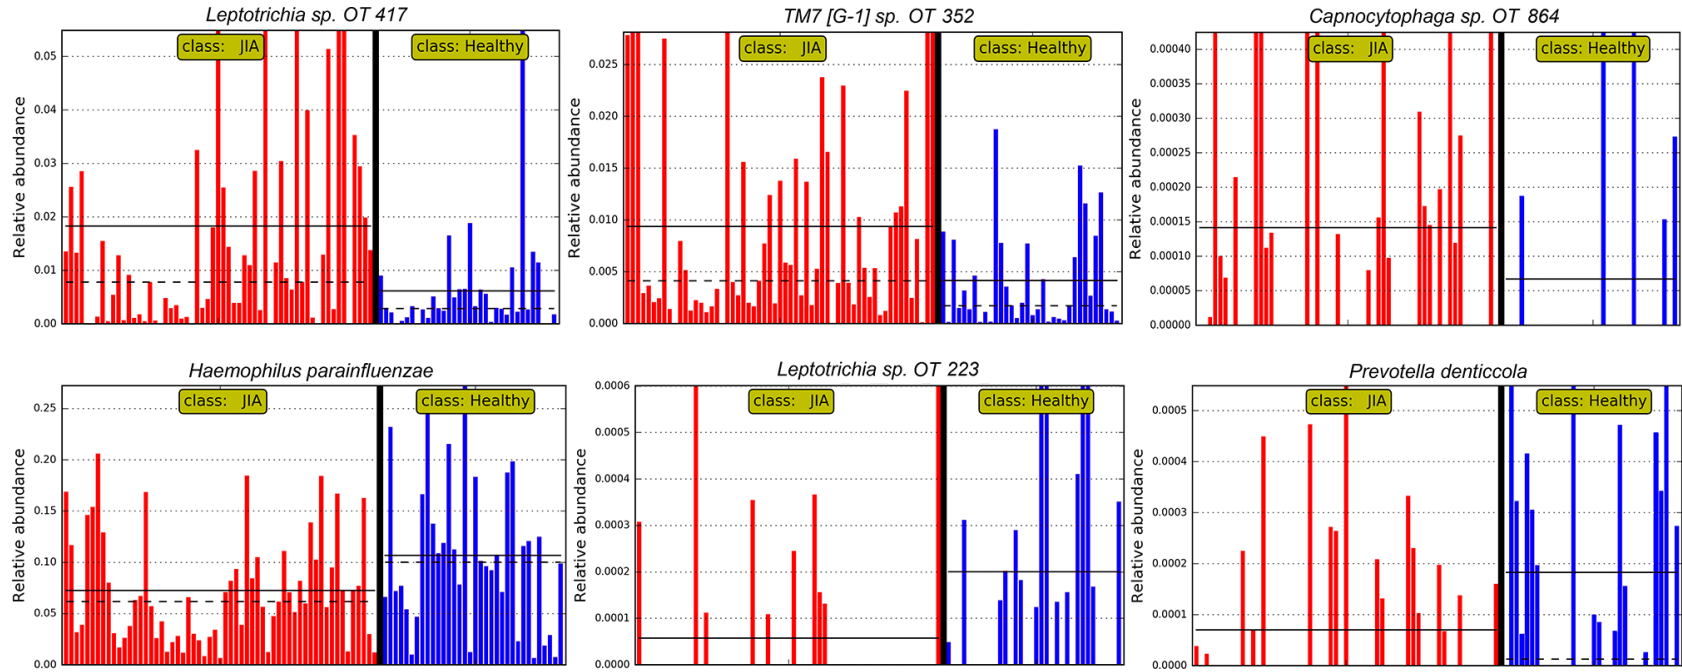 Leptotrichia sp. OT 417
TM7 [G-1] sp. OT 352
Capnocytophaga sp. OT 864
class: JIA
class: Healthy
class: JIA
class: Healthy
class: JIA
class: Healthy
Relative abundance
0.05
0.04
0.03
0.02
0.01
0.00
Relative abundance
0.025
0.020
0.015
0.010
0.005
0.000
Relative abundance
0.00040
0.00035
0.00030
0.00025
0.00020
0.00015
0.00010
0.00005
0.00000
Haemophilus parainfluenzae
Leptotrichia sp. OT 223
Prevotella denticcola
class: JIA
class: Healthy
class: JIA
class: Healthy
class: JIA
class: Healthy
Relative abundance
0.25
0.20
0.15
0.10
0.05
0.00
Relative abundance
0.0006
0.0005
0.0004
0.0003
0.0002
0.0001
0.0000
Relative abundance
0.0005
0.0004
0.0003
0.0002
0.0001
0.0000